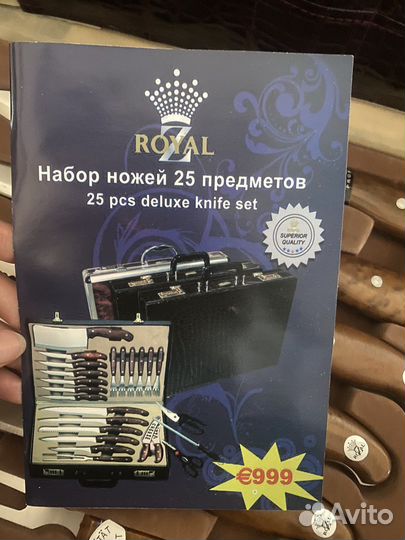 Z
ROYAL
Набор ножей 25 предметов
25 pcs deluxe knife set
SUPERIOR
QUALITY
€999
Avito